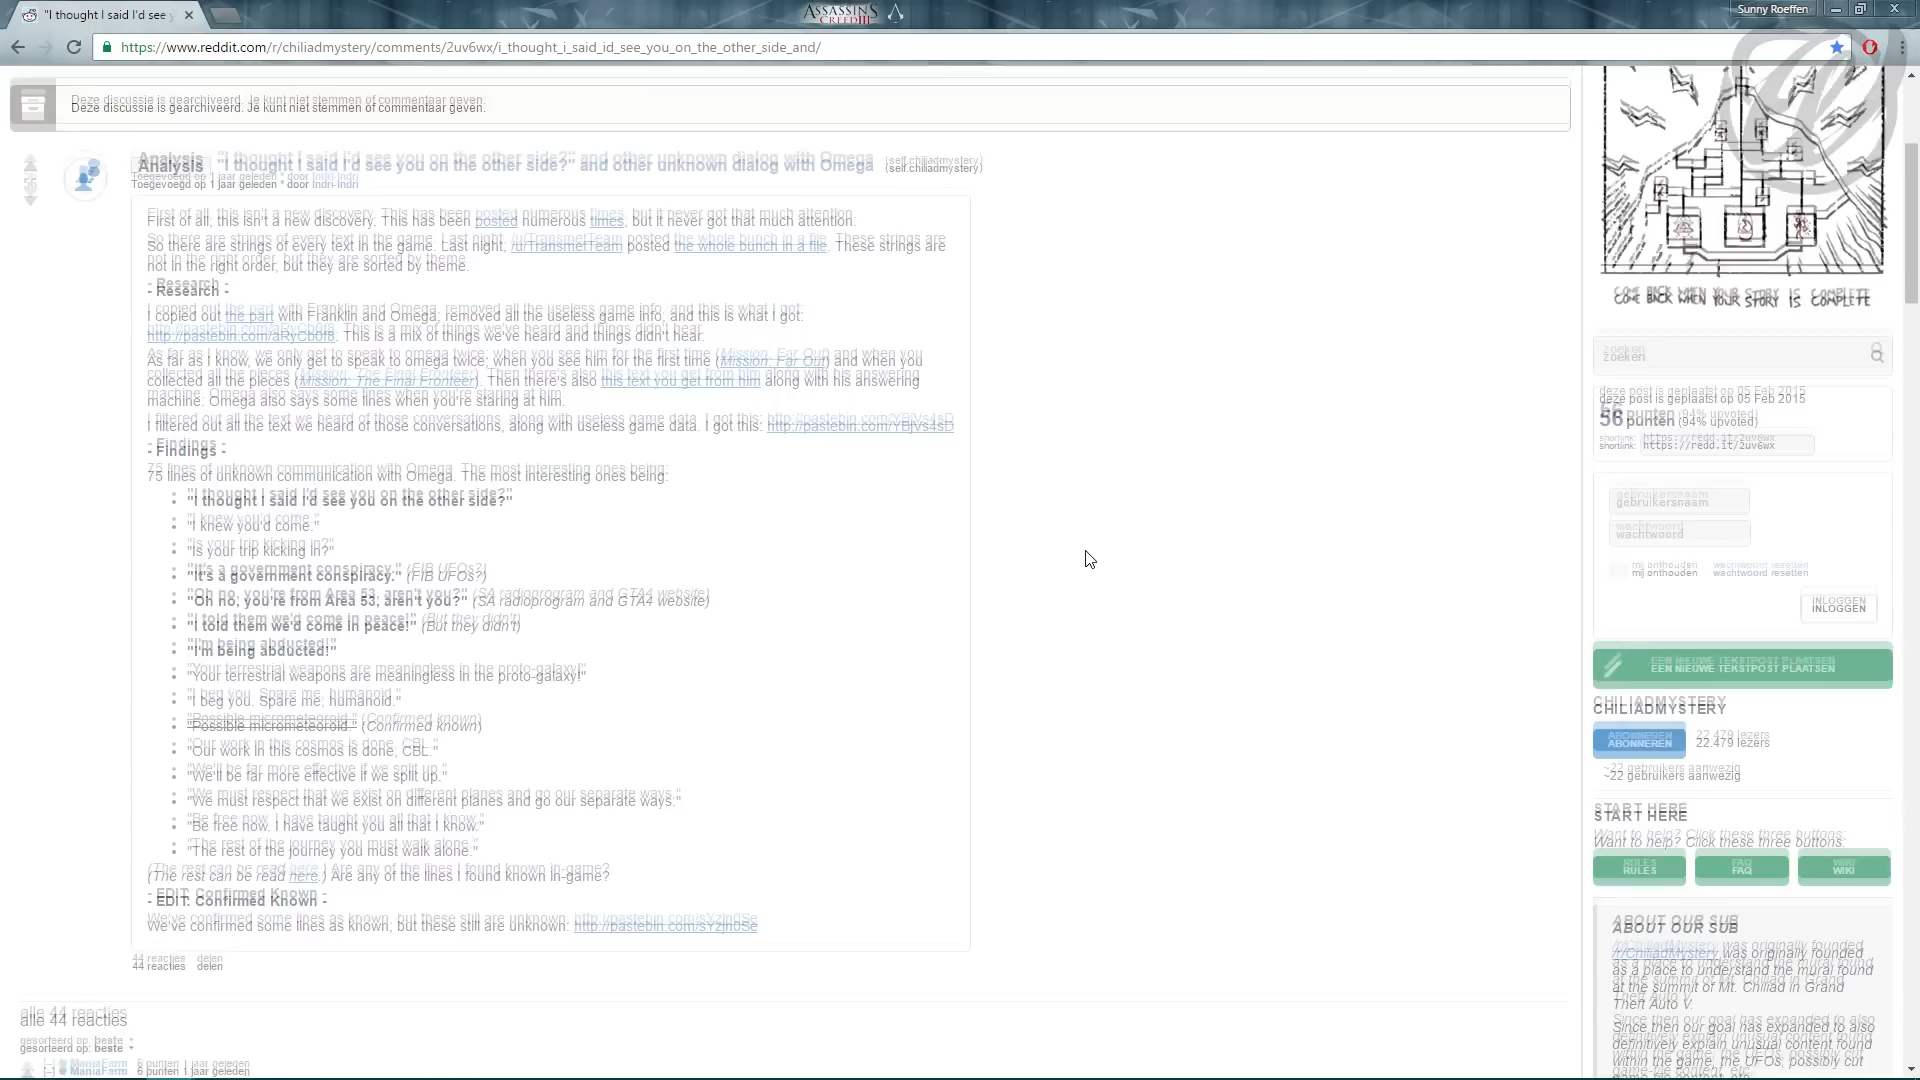 "I thought I said I'd see y
ASSASSIN'S CREED III
Sunny Roeffen
https://www.reddit.com/r/chiliadmystery/comments/2uv6wx/i_thought_i_said_id_see_you_on_the_other_side_and/
Deze discussie is gearchiveerd. Je kunt niet stemmen of commentaar geven.
56
Analysis "I thought I said I'd see you on the other side?" and other unknown dialog with Omega (self.chiliadmystery)
Toegevoegd op 1 jaar geleden * door Indri-Indri
First of all, this isn't a new discovery. This has been posted numerous times, but it never got that much attention.
So there are strings of every text in the game. Last night, /u/TransmetTeam posted the whole bunch in a file. These strings are
not in the right order, but they are sorted by theme.
- Research -
I copied out the part with Franklin and Omega, removed all the useless game info, and this is what I got:
http://pastebin.com/aRyCb0f8. This is a mix of things we've heard and things didn't hear.
As far as I know, we only get to speak to omega twice; when you see him for the first time (Mission: Far Out) and when you
collected all the pieces (Mission: The Final Fronteer). Then there's also this text you get from him along with his answering
machine. Omega also says some lines when you're staring at him.
I filtered out all the text we heard of those conversations, along with useless game data. I got this: http://pastebin.com/YBjVs4sD
- Findings -
75 lines of unknown communication with Omega. The most interesting ones being:
• "I thought I said I'd see you on the other side?"
• "I knew you'd come."
• "Is your trip kicking in?"
• "It's a government conspiracy." (FIB UFOs?)
• "Oh no, you're from Area 53, aren't you?" (SA radioprogram and GTA4 website)
• "I told them we'd come in peace!" (But they didn't)
• "I'm being abducted!"
• "Your terrestrial weapons are meaningless in the proto-galaxy!"
• "I beg you. Spare me, humanoid."
• "Possible micrometeoroid." (Confirmed known)
• "Our work in this cosmos is done, CBL."
• "We'll be far more effective if we split up."
• "We must respect that we exist on different planes and go our separate ways."
• "Be free now. I have taught you all that I know."
• "The rest of the journey you must walk alone."
(The rest can be read here.) Are any of the lines I found known in-game?
- EDIT: Confirmed Known -
We've confirmed some lines as known, but these still are unknown: http://pastebin.com/sYzjn0Se
44 reacties delen
alle 44 reacties
gesorteerd op: beste
[–] ManiaFarm 6 punten 1 jaar geleden
COME BACK WHEN YOUR STORY IS COMPLETE
zoeken
deze post is geplaatst op 05 Feb 2015
56 punten (94% upvoted)
shortlink: https://redd.it/2uv6wx
gebruikersnaam
wachtwoord
mij onthouden wachtwoord resetten
INLOGGEN
EEN NIEUWE TEKSTPOST PLAATSEN
CHILIADMYSTERY
ABONNEREN 22.479 lezers
~22 gebruikers aanwezig
START HERE
Want to help? Click these three buttons:
RULES FAQ WIKI
ABOUT OUR SUB
/r/ChiliadMystery was originally founded
as a place to understand the mural found
at the summit of Mt. Chiliad in Grand
Theft Auto V.
Since then our goal has expanded to also
definitively explain unusual content found
within the game, the UFOs, possibly cut
game-file content, etc.